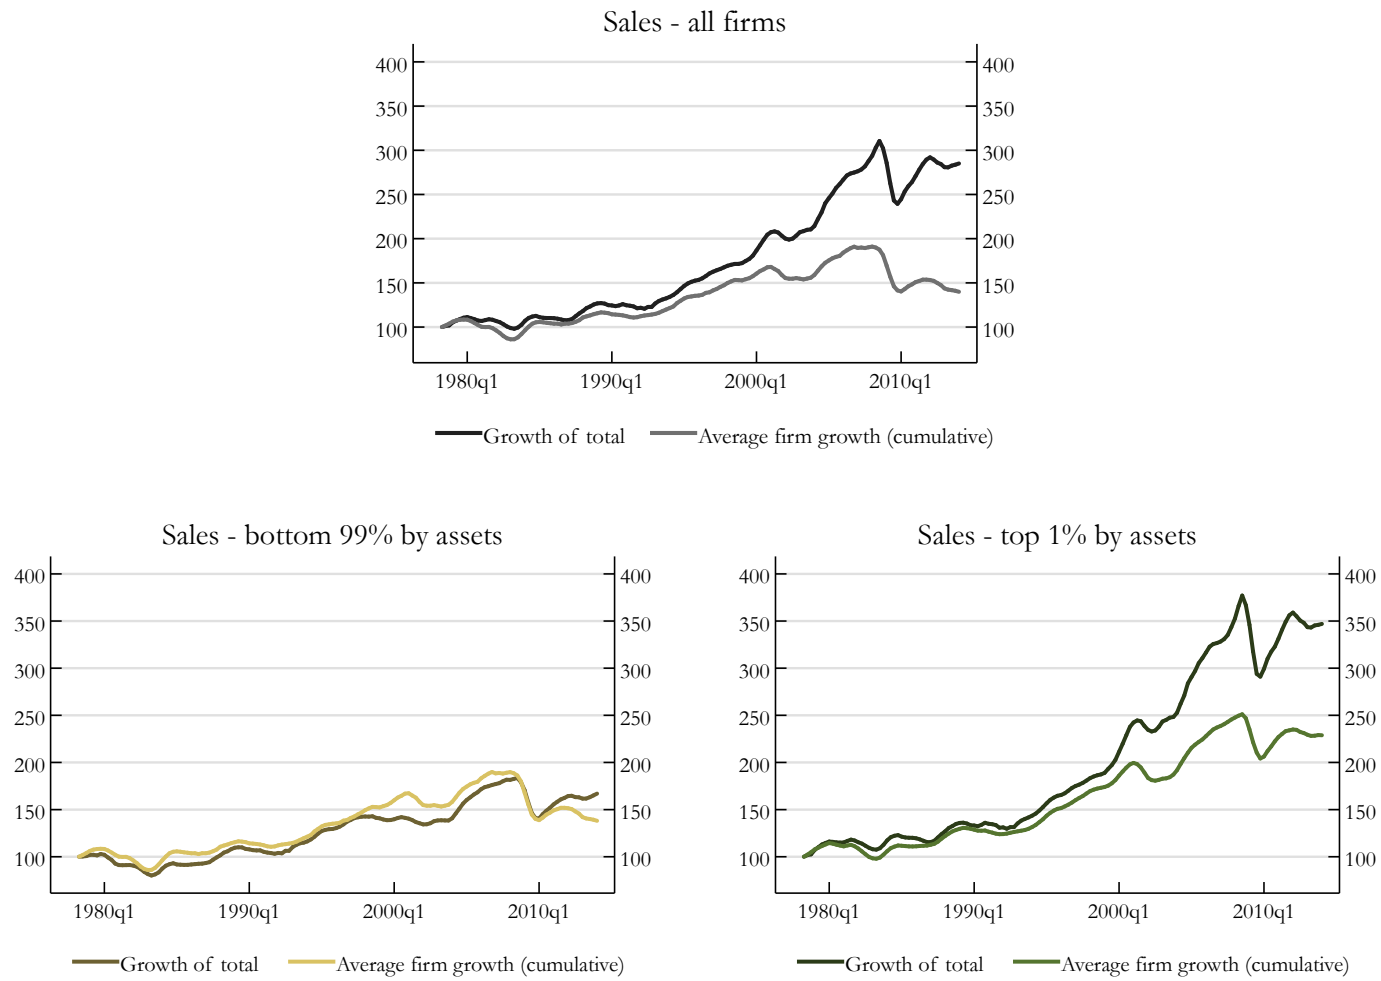 Sales - all firms
400 400
350 350
300 300
250 250
200 200
150 150
100 100
1980q1 1990q1 2000q1 2010q1
Growth of total Average firm growth (cumulative)
Sales - bottom 99% by assets
400 400
350 350
300 300
250 250
200 200
150 150
100 100
1980q1 1990q1 2000q1 2010q1
Growth of total Average firm growth (cumulative)
Sales - top 1% by assets
400 400
350 350
300 300
250 250
200 200
150 150
100 100
1980q1 1990q1 2000q1 2010q1
Growth of total Average firm growth (cumulative)